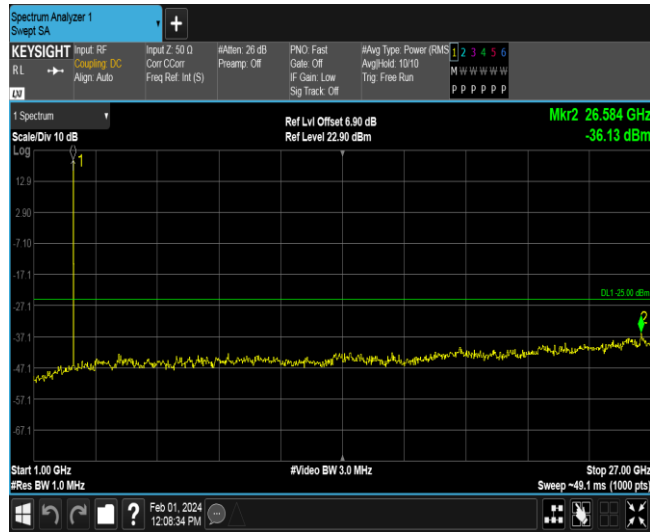 Spectrum Analyzer 1
Swept SA
+
KEYSIGHT
RL
LXI
Input: RF
Coupling: DC
Align: Auto
Input Z: 50 Ω
Corr CCorr
Freq Ref: Int (S)
#Atten: 26 dB
Preamp: Off
PNO: Fast
Gate: Off
IF Gain: Low
Sig Track: Off
#Avg Type: Power (RMS
Avg|Hold: 10/10
Trig: Free Run
1 2 3 4 5 6
M W W W W W
P P P P P P
1 Spectrum
Scale/Div 10 dB
Log
Ref Lvl Offset 6.90 dB
Ref Level 22.90 dBm
Mkr2 26.584 GHz
-36.13 dBm
1
12.9
2.90
-7.10
-17.1
DL1 -25.00 dBm
-27.1
2
-37.1
-47.1
-57.1
-67.1
Start 1.00 GHz
#Video BW 3.0 MHz
Stop 27.00 GHz
#Res BW 1.0 MHz
Sweep ~49.1 ms (1000 pts)
?
Feb 01, 2024
12:08:34 PM